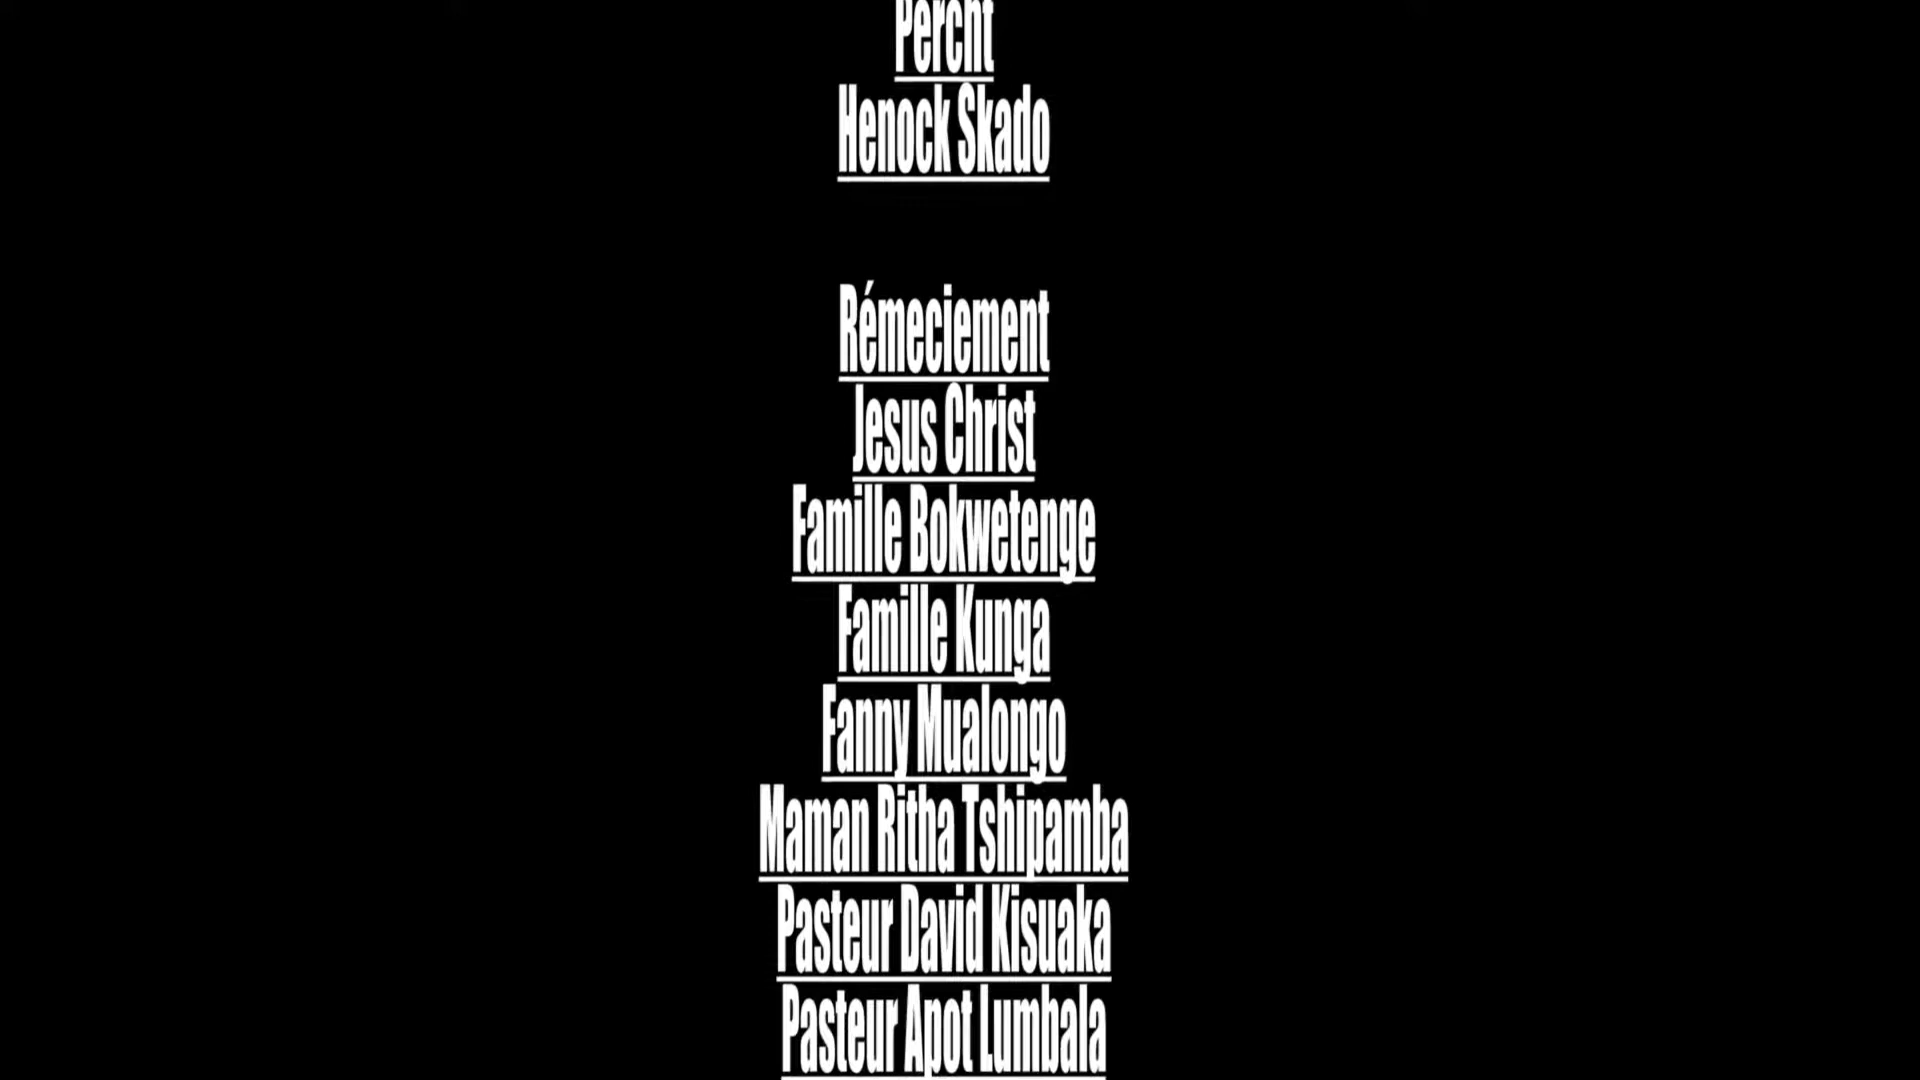 Percht
Henock Skado
Rémeciement
Jesus Christ
Famille Bokwetenge
Famille Kunga
Fanny Mualongo
Maman Ritha Tshipamba
Pasteur David Kisuaka
Pasteur Apot Lumbala